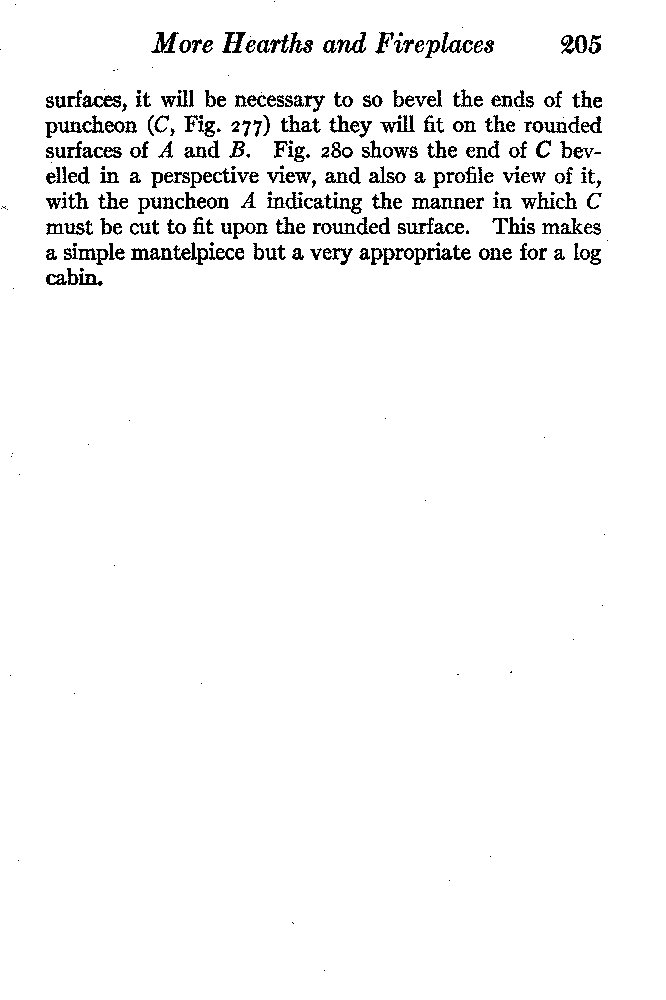 More Hearths and Fireplaces 205
surfaces, it will be necessary to so bevel the ends of the
puncheon (C, Fig. 277) that they will fit on the rounded
surfaces of A and B. Fig. 280 shows the end of C bev-
elled in a perspective view, and also a profile view of it,
with the puncheon A indicating the manner in which C
must be cut to fit upon the rounded surface. This makes
a simple mantelpiece but a very appropriate one for a log
cabin.